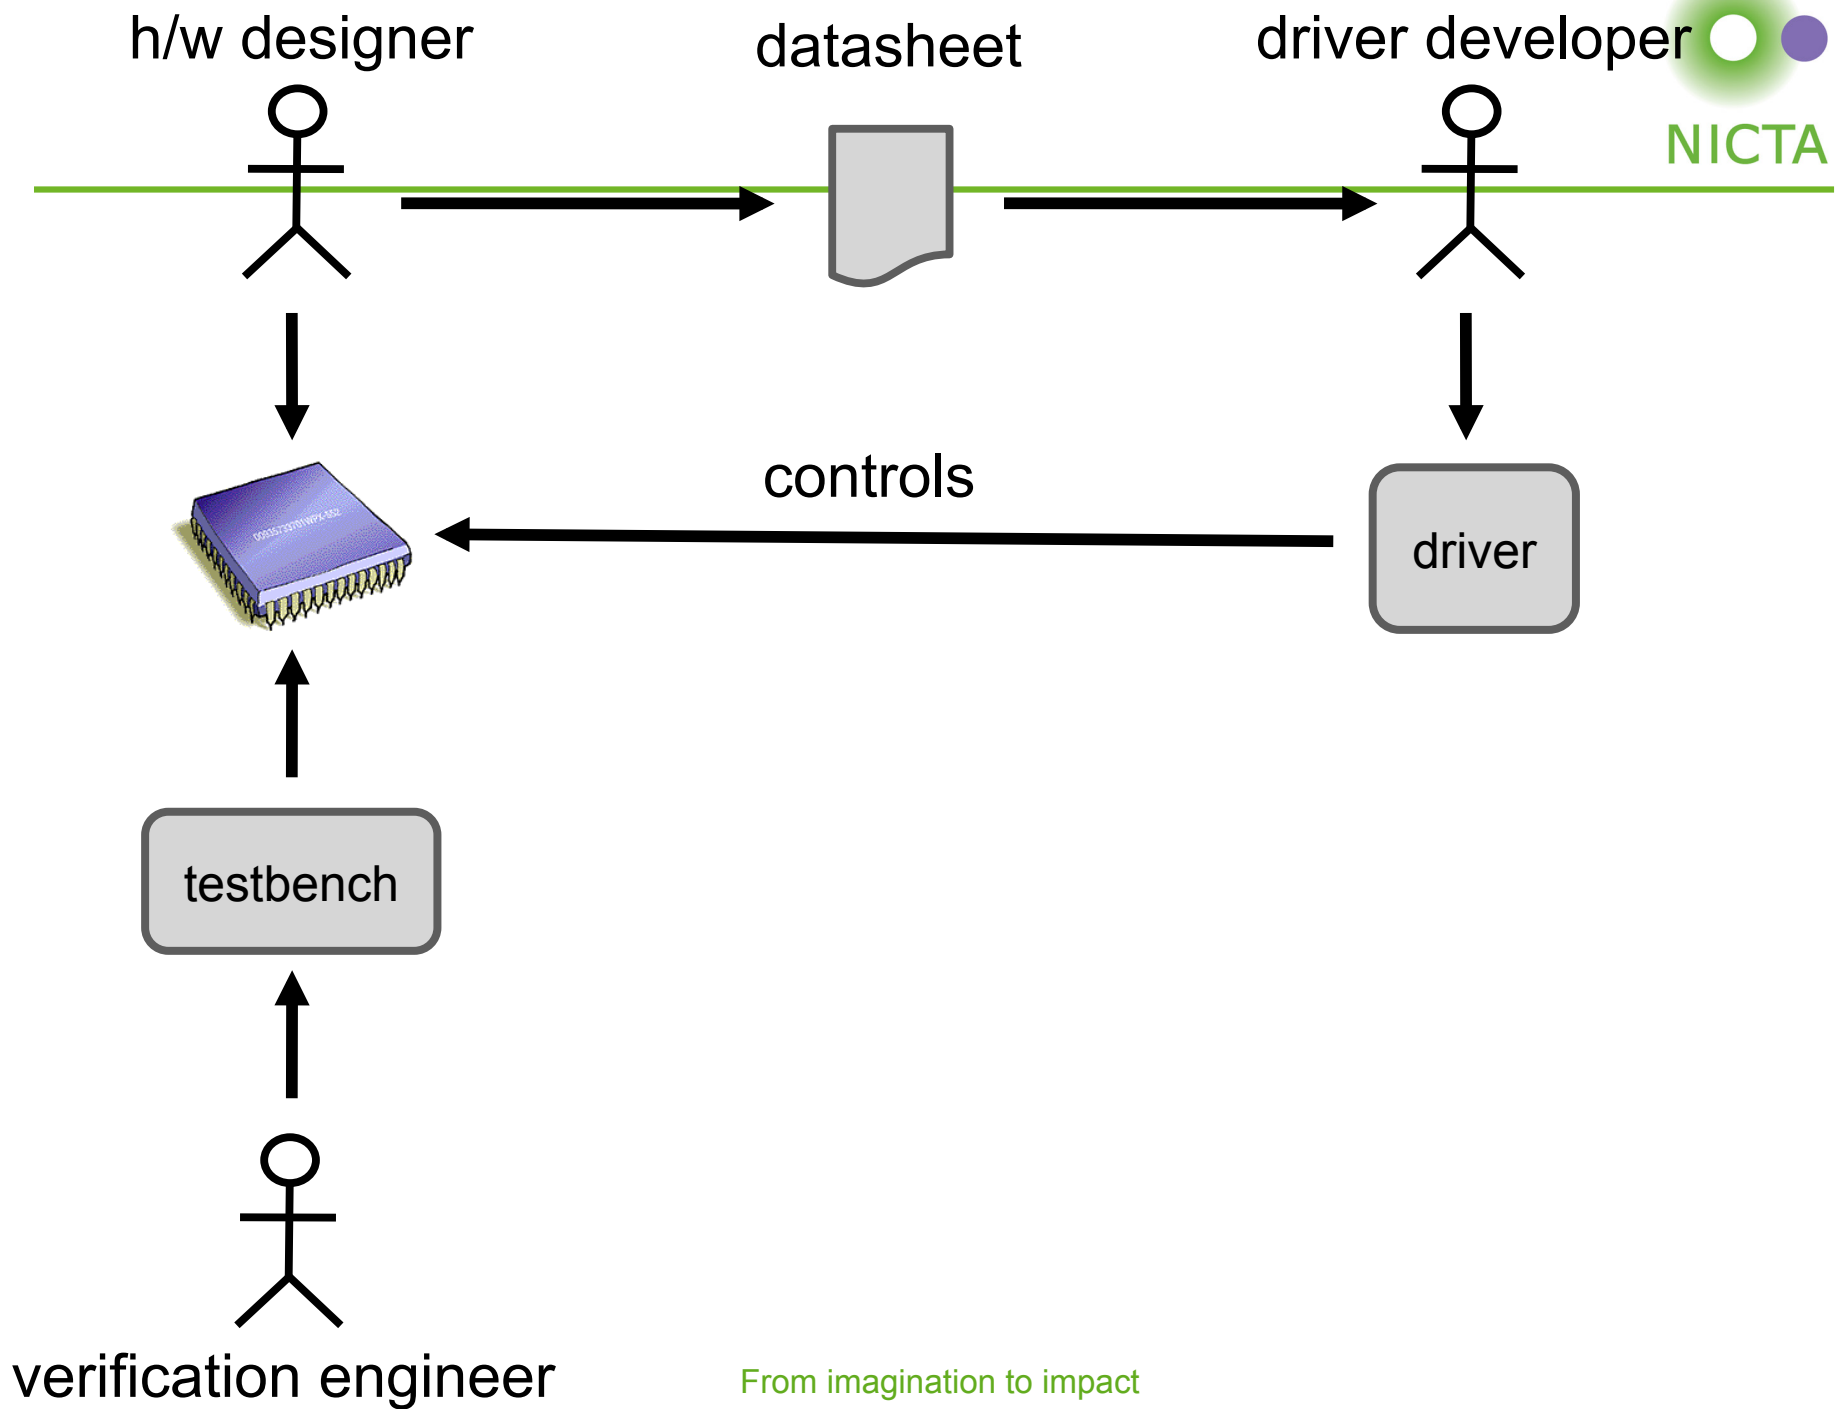 h/w designer
datasheet
driver developer
NICTA
controls
driver
testbench
verification engineer
From imagination to impact